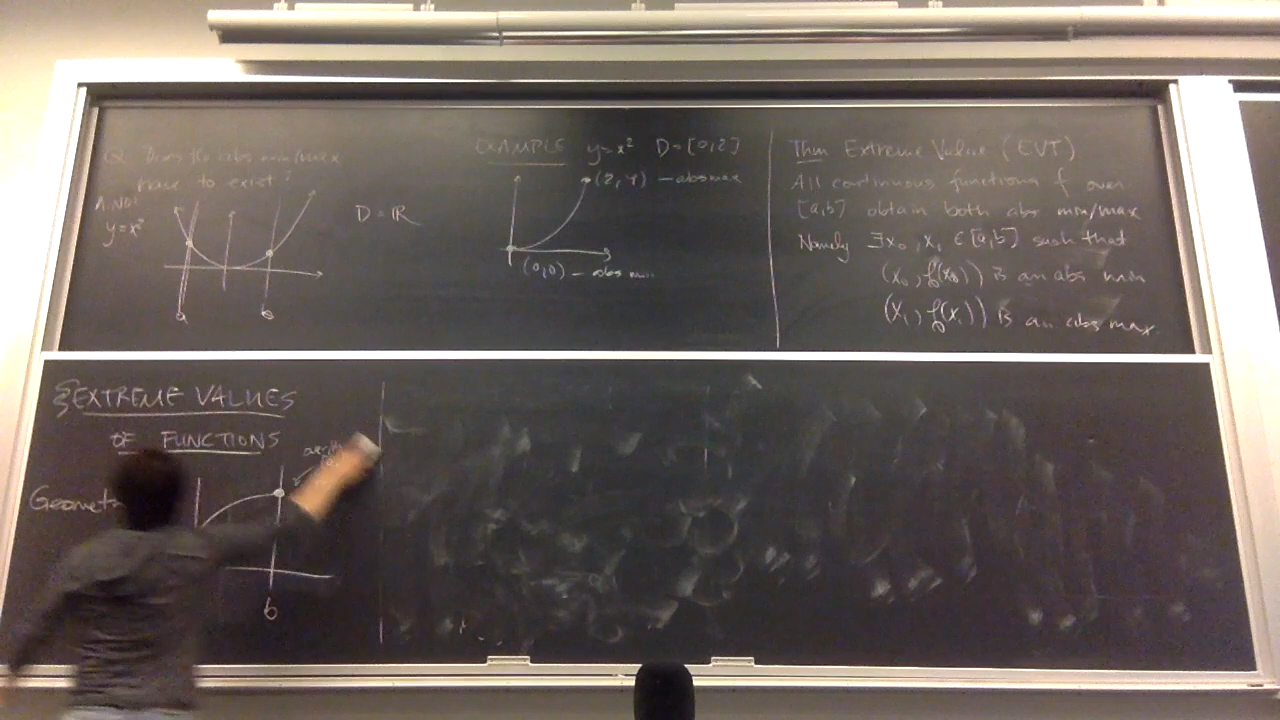 Q: Does the abs min/max
have to exist?
A: NO!
y=x²
D = ℝ
a
b
EXAMPLE y=x² D=[0,2]
(2,4) – abs max
(0,0) – abs min
Thm Extreme Value (EVT)
All continuous functions f over
[a,b] obtain both abs min/max
Namely ∃x₀, x₁ ∈ [a,b] such that
(x₀, f(x₀)) is an abs min
(x₁, f(x₁)) is an abs max.
§EXTREME VALUES
OF FUNCTIONS
b